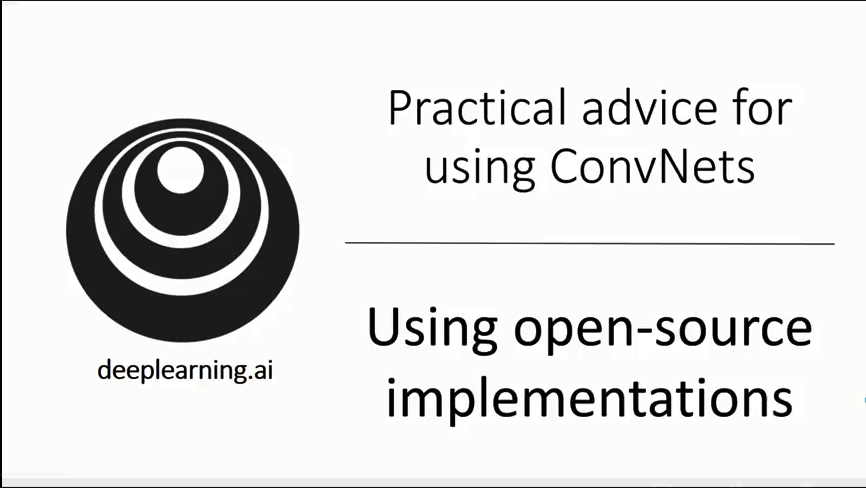 Practical advice for
using ConvNets
Using open-source
implementations
deeplearning.ai